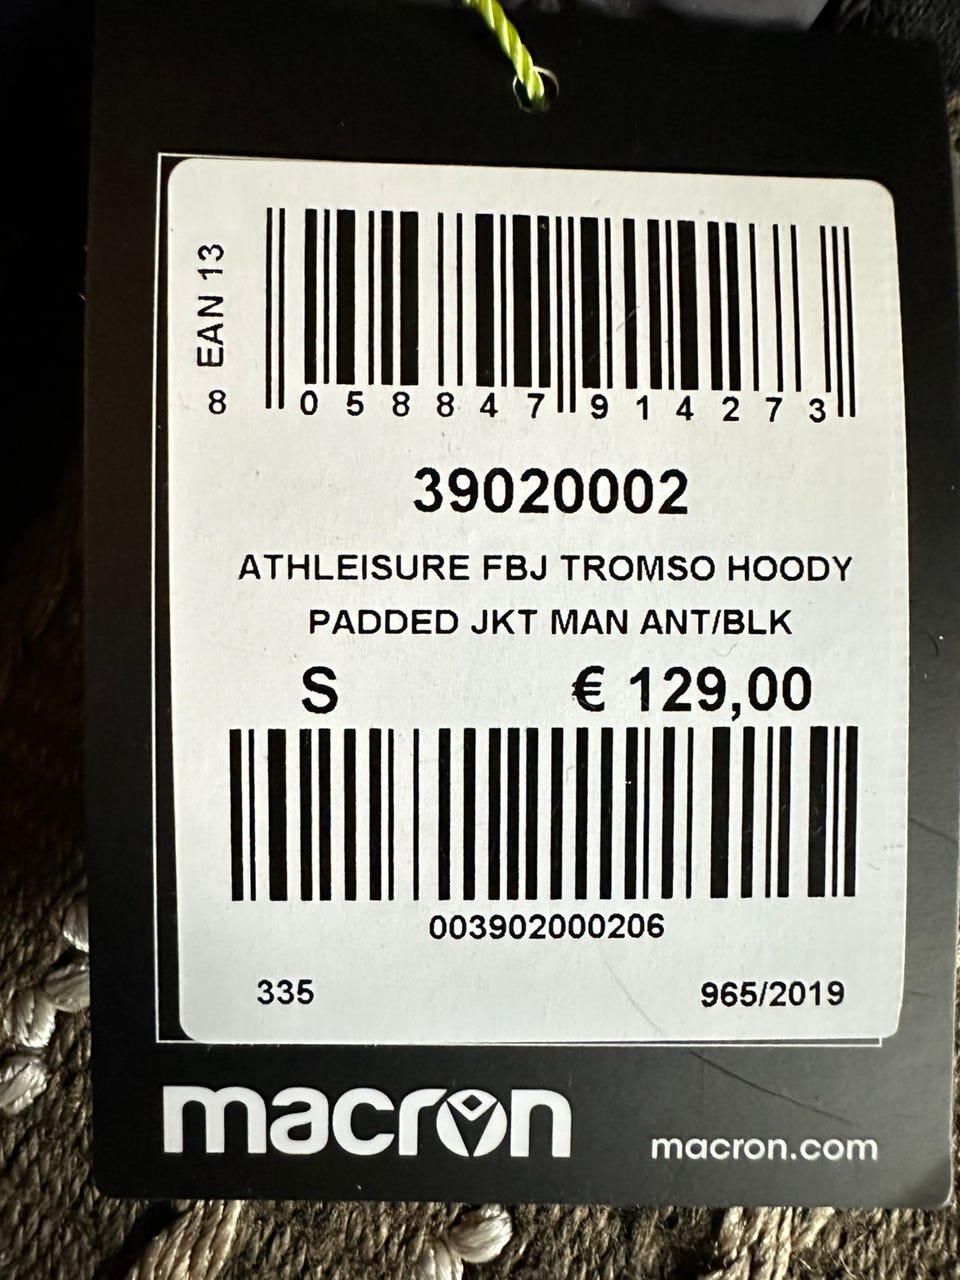 EAN 13
8 058847 914273
39020002
ATHLEISURE FBJ TROMSO HOODY
PADDED JKT MAN ANT/BLK
S € 129,00
003902000206
335 965/2019
macron macron.com